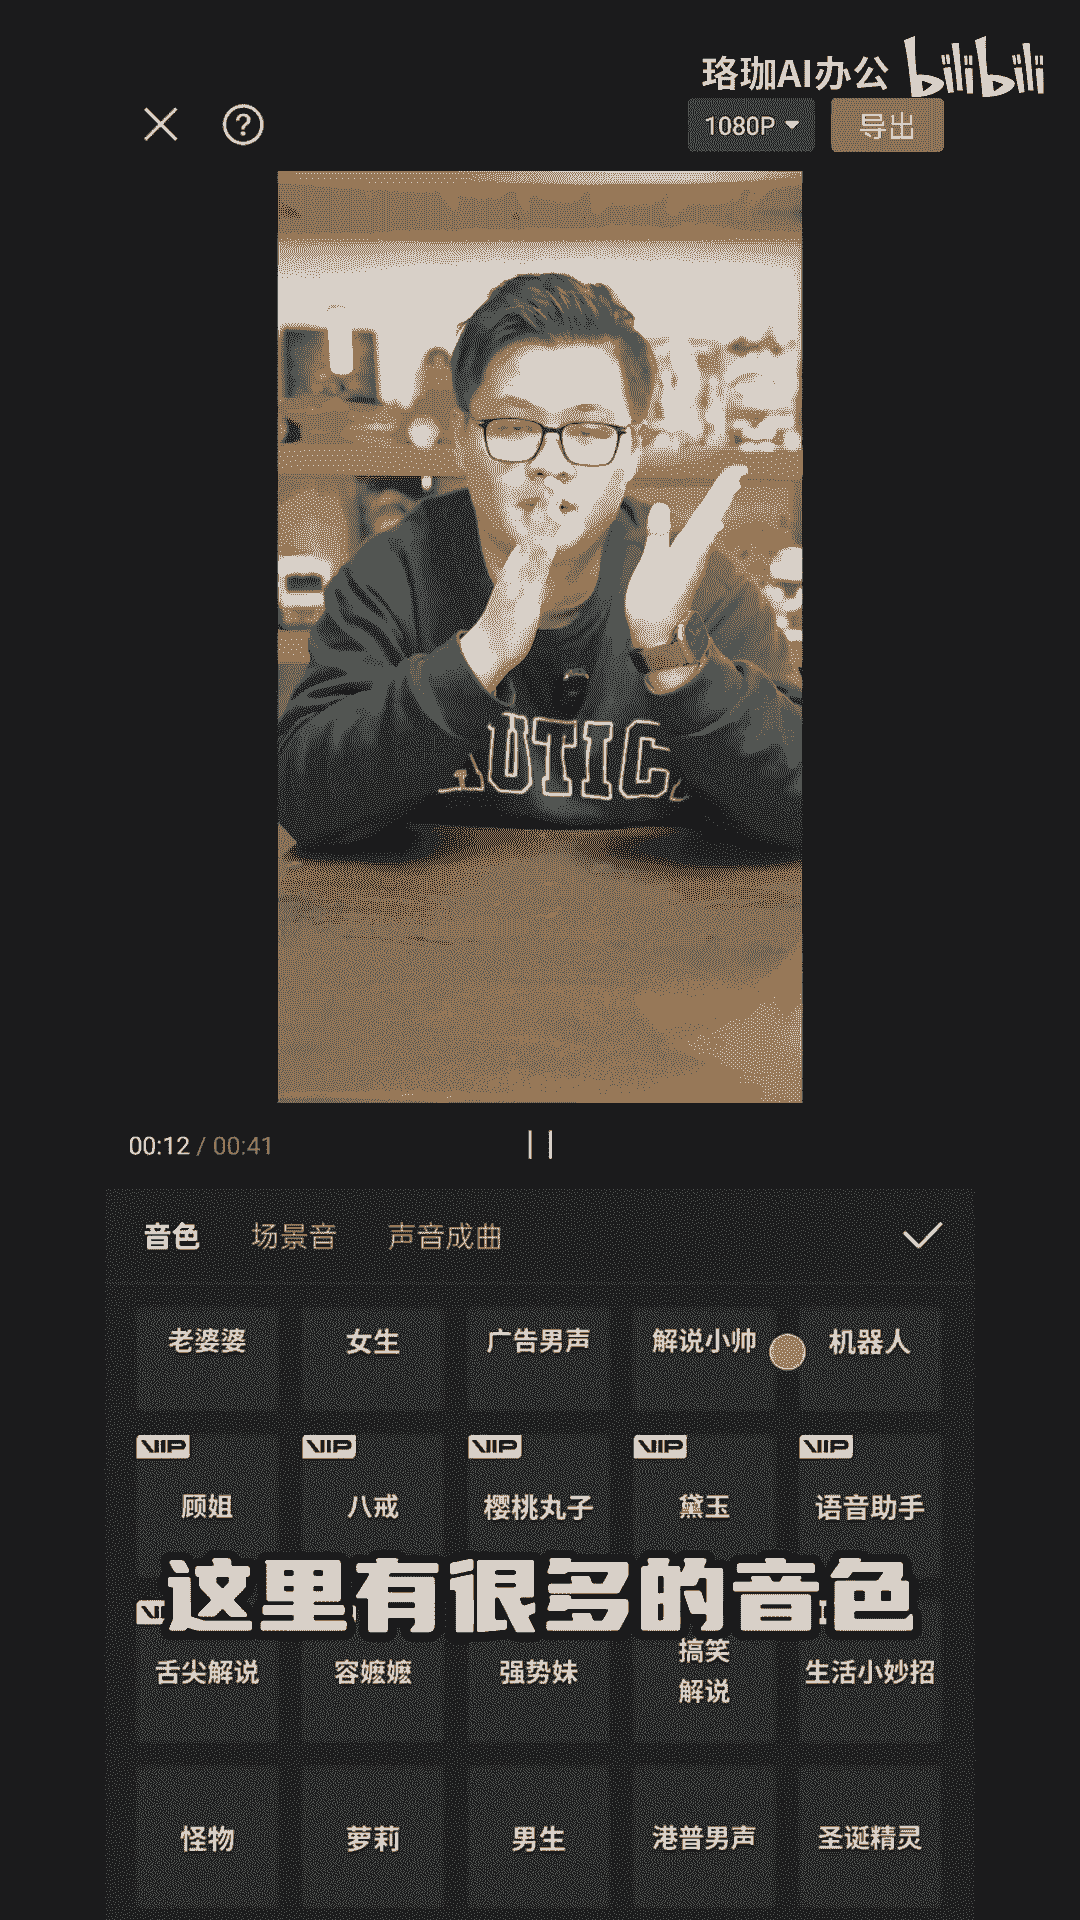 珞珈AI办公 bilibili
1080P 导出
UTIC
00:12 / 00:41
音色 场景音 声音成曲
老婆婆 女生 广告男声 解说小帅 机器人
VIP VIP VIP VIP VIP
顾姐 八戒 樱桃丸子 黛玉 语音助手
这里有很多的音色
舌尖解说 容嬷嬷 强势妹 搞笑解说 生活小妙招
怪物 萝莉 男生 港普男声 圣诞精灵